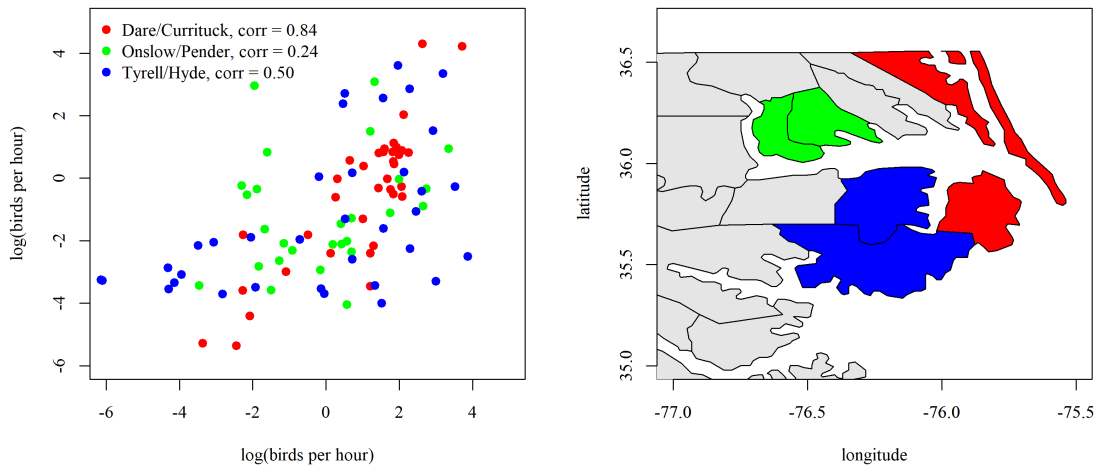 Dare/Currituck, corr = 0.84
Onslow/Pender, corr = 0.24
Tyrell/Hyde, corr = 0.50
log(birds per hour)
4
2
0
-2
-4
-6
-6 -4 -2 0 2 4
log(birds per hour)
latitude
36.5
36.0
35.5
35.0
-77.0 -76.5 -76.0 -75.5
longitude